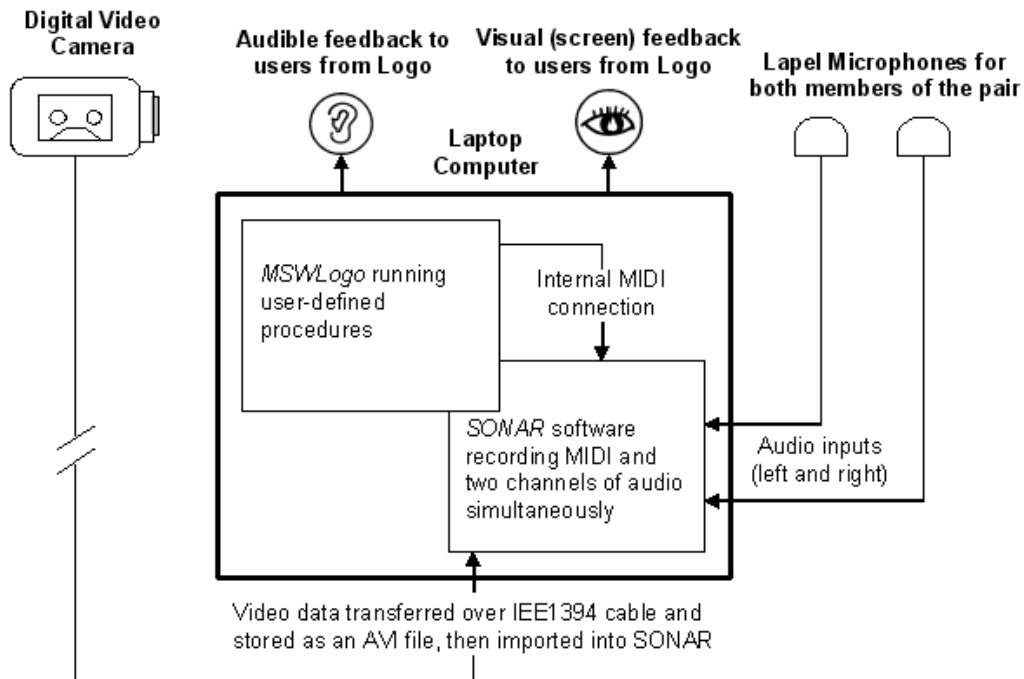 Digital Video
Camera
Audible feedback to
users from Logo
Visual (screen) feedback
to users from Logo
Lapel Microphones for
both members of the pair
Laptop
Computer
MSWLogo running
user-defined
procedures
Internal MIDI
connection
SONAR software
recording MIDI and
two channels of audio
simultaneously
Audio inputs
(left and right)
Video data transferred over IEE1394 cable and
stored as an AVI file, then imported into SONAR